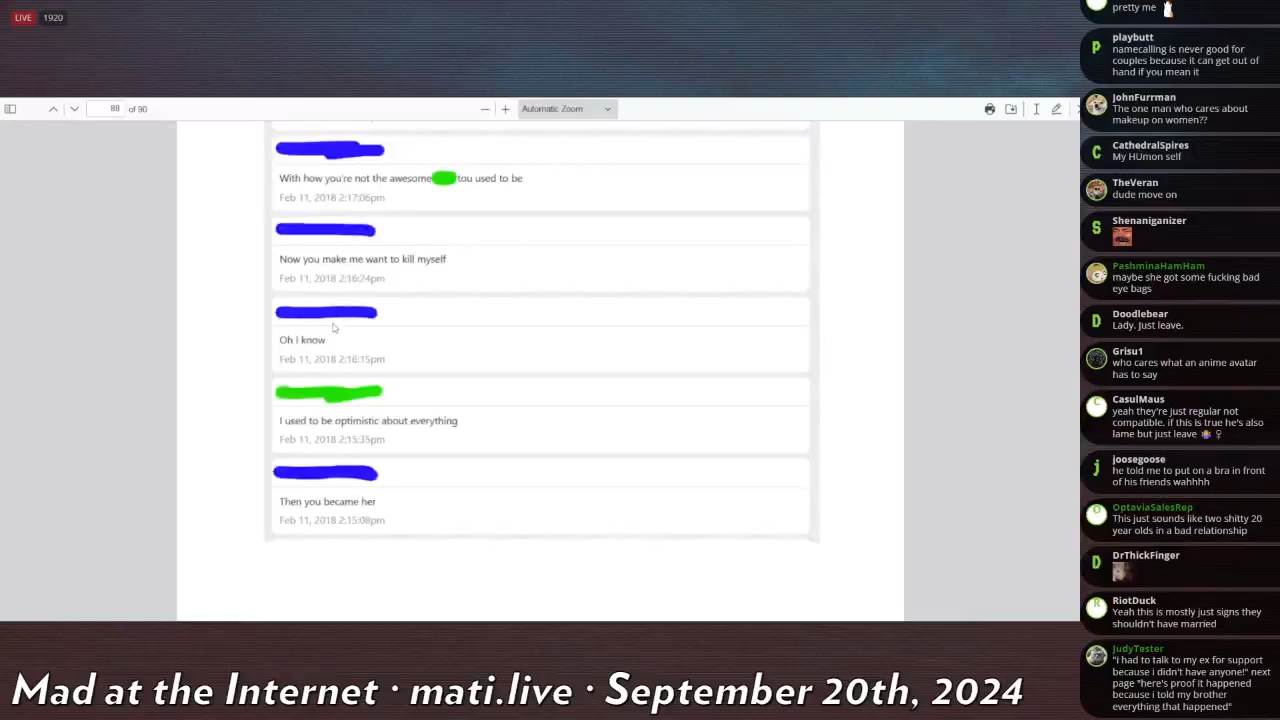 LIVE 1920
88 of 90
Automatic Zoom
With how you're not the awesome tou used to be
Feb 11, 2018 2:17:06pm
Now you make me want to kill myself
Feb 11, 2018 2:16:24pm
Oh I know
Feb 11, 2018 2:16:15pm
I used to be optimistic about everything
Feb 11, 2018 2:15:35pm
Then you became her
Feb 11, 2018 2:15:08pm
pretty me
P
playbutt
namecalling is never good for
couples because it can get out of
hand if you mean it
JohnFurrman
The one man who cares about
makeup on women??
C
CathedralSpires
My HUmon self
TheVeran
dude move on
S
Shenaniganizer
PashminaHamHam
maybe she got some fucking bad
eye bags
D
Doodlebear
Lady. Just leave.
Grisu1
who cares what an anime avatar
has to say
C
CasulMaus
yeah they're just regular not
compatible. if this is true he's also
lame but just leave
j
joosegoose
he told me to put on a bra in front
of his friends wahhhh
O
OptaviaSalesRep
This just sounds like two shitty 20
year olds in a bad relationship
D
DrThickFinger
R
RiotDuck
Yeah this is mostly just signs they
shouldn't have married
JudyTester
"I had to talk to my ex for support
because i didn't have anyone!" next
page "here's proof it happened
because i told my brother
everything that happened"
Mad at the Internet · mati.live · September 20th, 2024